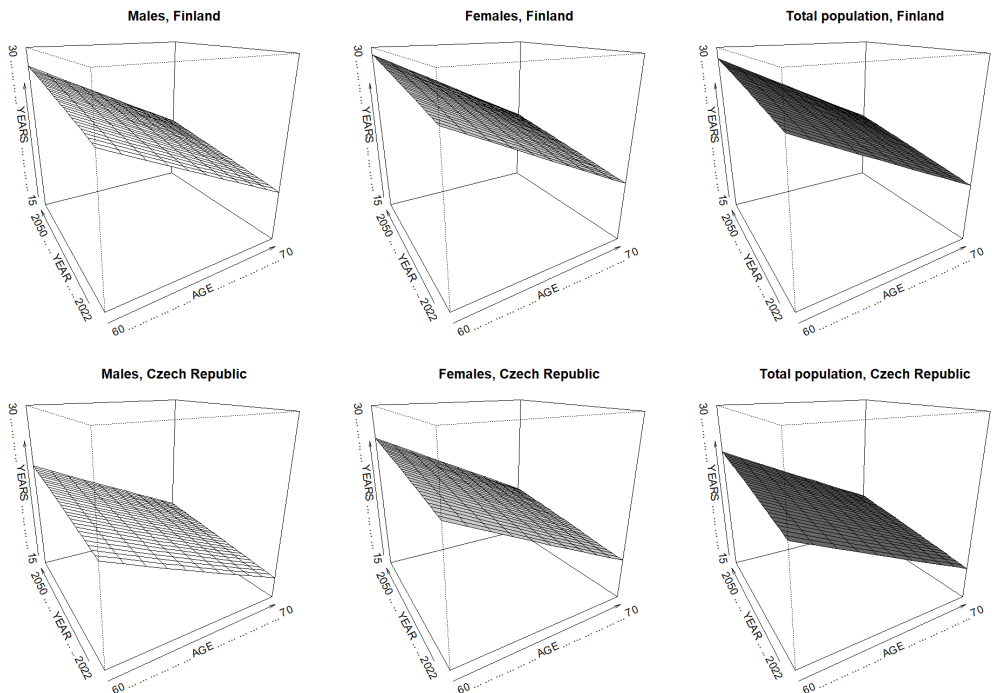 Males, Finland
30
... YEARS ...
15
2050 ... YEAR ... 2022
60 ... AGE ... 70
Females, Finland
30
... YEARS ...
15
2050 ... YEAR ... 2022
60 ... AGE ... 70
Total population, Finland
30
... YEARS ...
15
2050 ... YEAR ... 2022
60 ... AGE ... 70
Males, Czech Republic
30
... YEARS ...
15
2050 ... YEAR ... 2022
60 ... AGE ... 70
Females, Czech Republic
30
... YEARS ...
15
2050 ... YEAR ... 2022
60 ... AGE ... 70
Total population, Czech Republic
30
... YEARS ...
15
2050 ... YEAR ... 2022
60 ... AGE ... 70